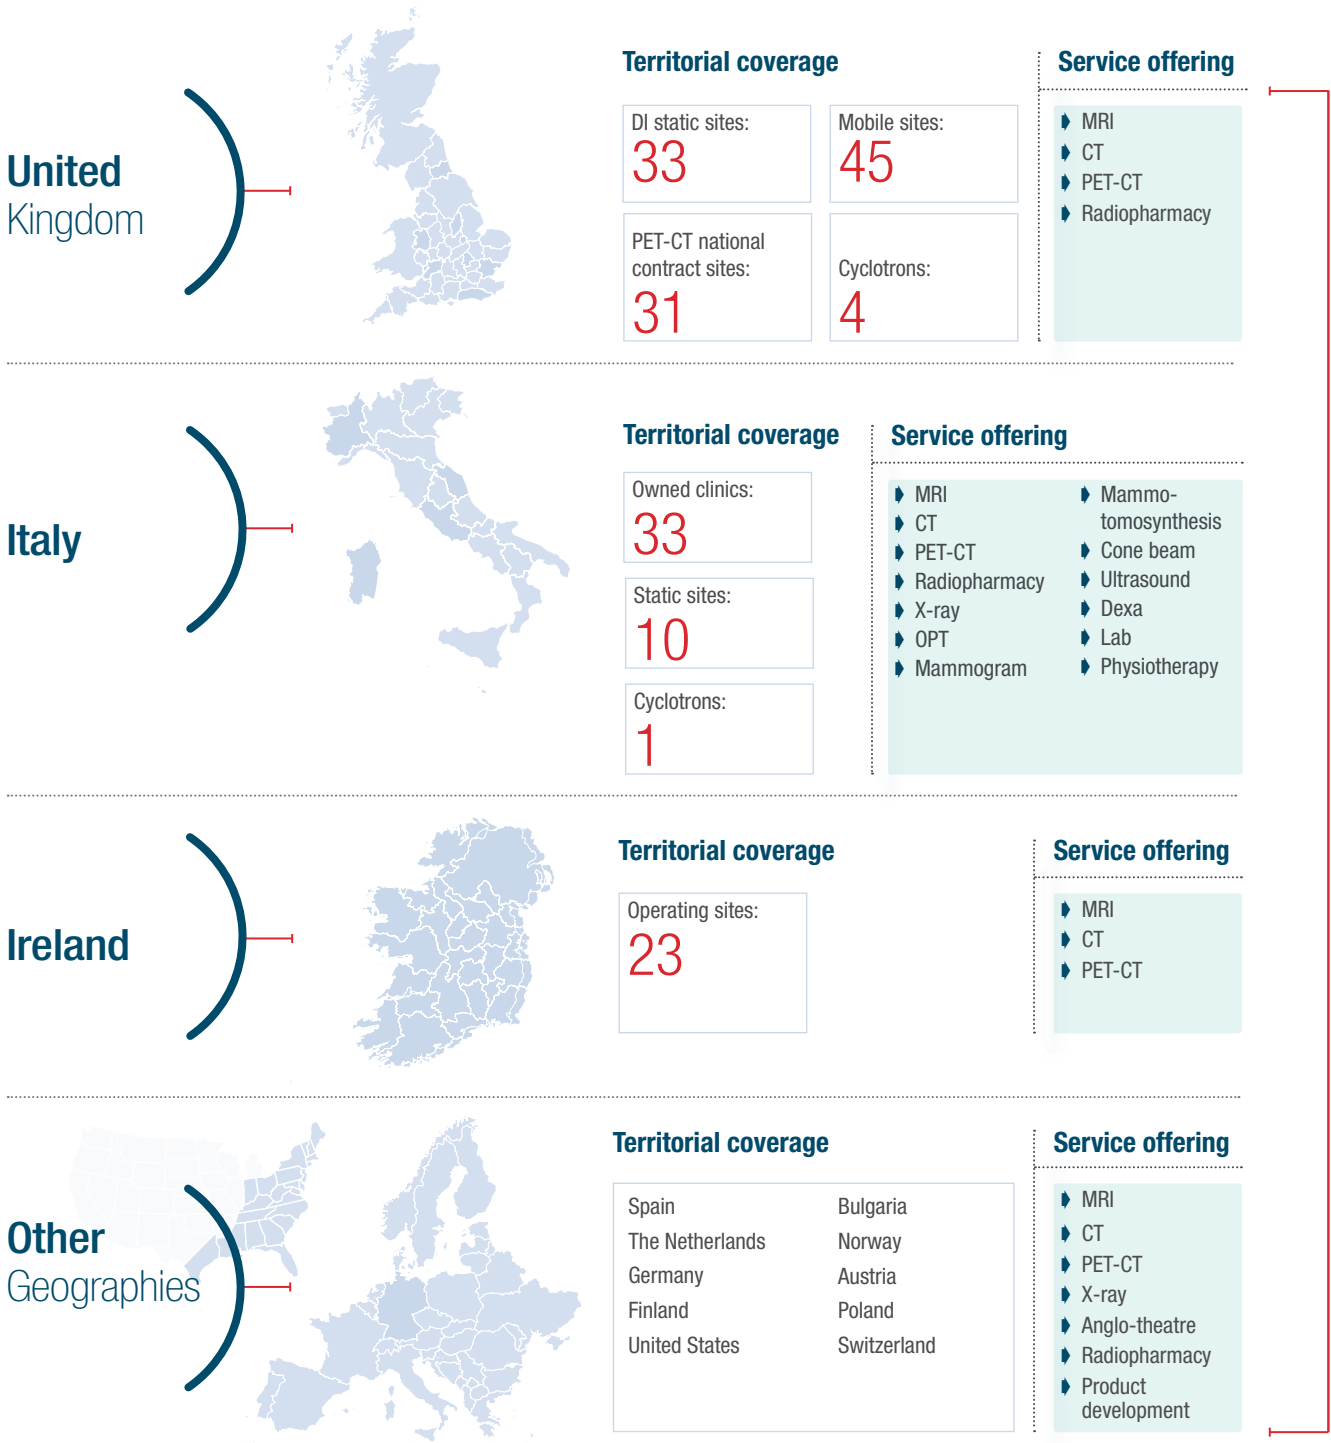 United
Kingdom
Territorial coverage
DI static sites:
33
Mobile sites:
45
PET-CT national
contract sites:
31
Cyclotrons:
4
Service offering
MRI
CT
PET-CT
Radiopharmacy
Italy
Territorial coverage
Owned clinics:
33
Static sites:
10
Cyclotrons:
1
Service offering
MRI
CT
PET-CT
Radiopharmacy
X-ray
OPT
Mammogram
Mammo-
tomosynthesis
Cone beam
Ultrasound
Dexa
Lab
Physiotherapy
Ireland
Territorial coverage
Operating sites:
23
Service offering
MRI
CT
PET-CT
Other
Geographies
Territorial coverage
Spain
The Netherlands
Germany
Finland
United States
Bulgaria
Norway
Austria
Poland
Switzerland
Service offering
MRI
CT
PET-CT
X-ray
Anglo-theatre
Radiopharmacy
Product
development